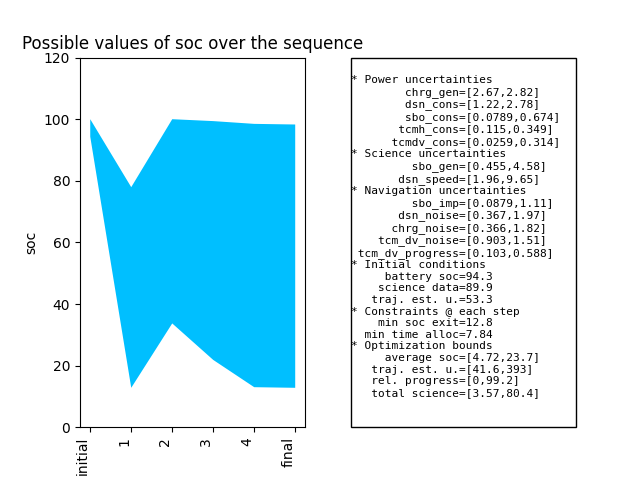 Possible values of soc over the sequence
120
100
80
60
40
20
0
soc
initial
1
2
3
4
final
* Power uncertainties
chrg_gen=[2.67,2.82]
dsn_cons=[1.22,2.78]
sbo_cons=[0.0789,0.674]
tcmh_cons=[0.115,0.349]
tcmdv_cons=[0.0259,0.314]
* Science uncertainties
sbo_gen=[0.455,4.58]
dsn_speed=[1.96,9.65]
* Navigation uncertainties
sbo_imp=[0.0879,1.11]
dsn_noise=[0.367,1.97]
chrg_noise=[0.366,1.82]
tcm_dv_noise=[0.903,1.51]
tcm_dv_progress=[0.103,0.588]
* Initial conditions
battery soc=94.3
science data=89.9
traj. est. u.=53.3
* Constraints @ each step
min soc exit=12.8
min time alloc=7.84
* Optimization bounds
average soc=[4.72,23.7]
traj. est. u.=[41.6,393]
rel. progress=[0,99.2]
total science=[3.57,80.4]